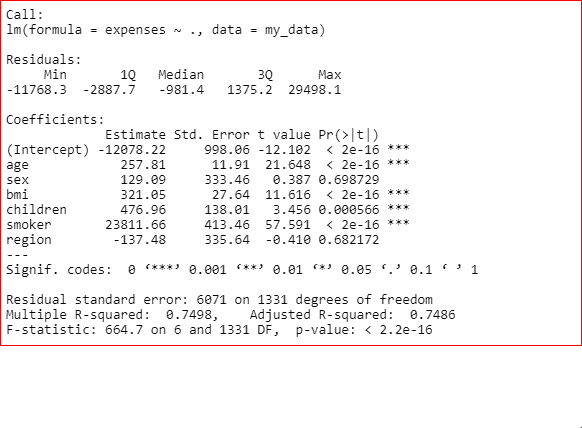 Call:
lm(formula = expenses ~ ., data = my_data)
Residuals:
Min 1Q Median 3Q Max
-11768.3 -2887.7 -981.4 1375.2 29498.1
Coefficients:
Estimate Std. Error t value Pr(>|t|)
(Intercept) -12078.22 998.06 -12.102 < 2e-16 ***
age 257.81 11.91 21.648 < 2e-16 ***
sex 129.09 333.46 0.387 0.698729
bmi 321.05 27.64 11.616 < 2e-16 ***
children 476.96 138.01 3.456 0.000566 ***
smoker 23811.66 413.46 57.591 < 2e-16 ***
region -137.48 335.64 -0.410 0.682172
---
Signif. codes: 0 ‘***’ 0.001 ‘**’ 0.01 ‘*’ 0.05 ‘.’ 0.1 ‘ ’ 1
Residual standard error: 6071 on 1331 degrees of freedom
Multiple R-squared: 0.7498, Adjusted R-squared: 0.7486
F-statistic: 664.7 on 6 and 1331 DF, p-value: < 2.2e-16